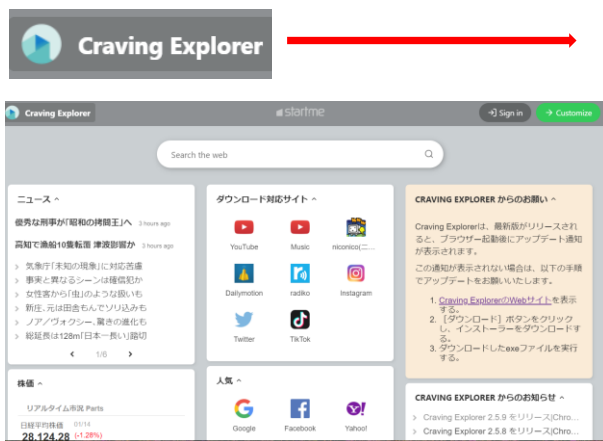 Craving Explorer
Craving Explorer
startme
Sign in
Customize
Search the web
ニュース
優秀な刑事が「昭和の拷問王」へ 3 hours ago
高知で漁船10隻転覆 津波影響か 3 hours ago
気象庁「未知の現象」に対応苦慮
事実と異なるシーンは確信犯か
女性客から「虫」のような扱いも
新庄、元は田舎もんでソリ込みも
ノア/ヴォクシー、驚きの進化も
総延長は128m「日本一長い」踏切
1/6
株価
リアルタイム市況 Parts
日経平均株価 01/14
28,124.28 (-1.28%)
ダウンロード対応サイト
YouTube
Music
niconico(二...
Dailymotion
radiko
Instagram
Twitter
TikTok
人気
Google
Facebook
Yahoo!
CRAVING EXPLORER からのお願い
Craving Explorerは、最新版がリリースされ
ると、ブラウザー起動後にアップデート通知
が表示されます。
この通知が表示されない場合は、以下の手順
でアップデートをお願いいたします。
1. Craving ExplorerのWebサイトを表示
する。
2. [ダウンロード] ボタンをクリック
し、インストーラーをダウンロードす
る。
3. ダウンロードしたexeファイルを実行
する。
CRAVING EXPLORER からのお知らせ
Craving Explorer 2.5.9 をリリース|Chro...
Craving Explorer 2.5.8 をリリース|Chro...